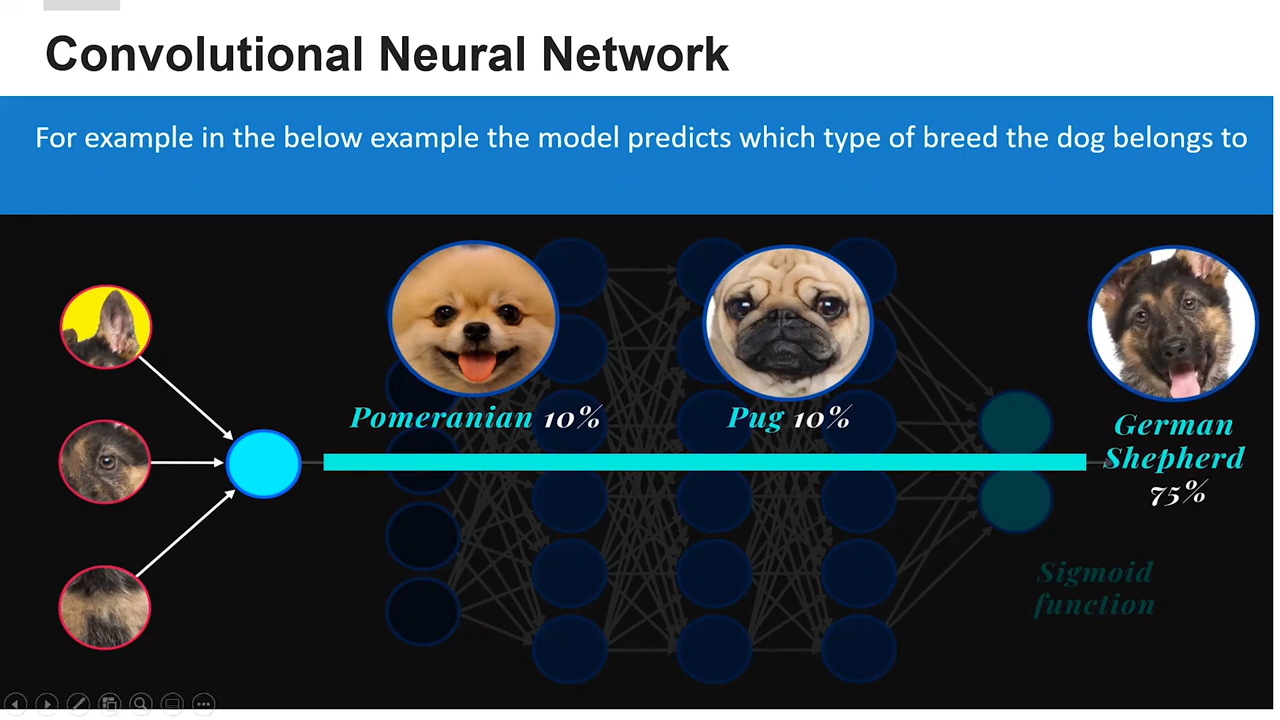 Convolutional Neural Network
For example in the below example the model predicts which type of breed the dog belongs to
Pomeranian 10%
Pug 10%
German
Shepherd
75%
Sigmoid
function